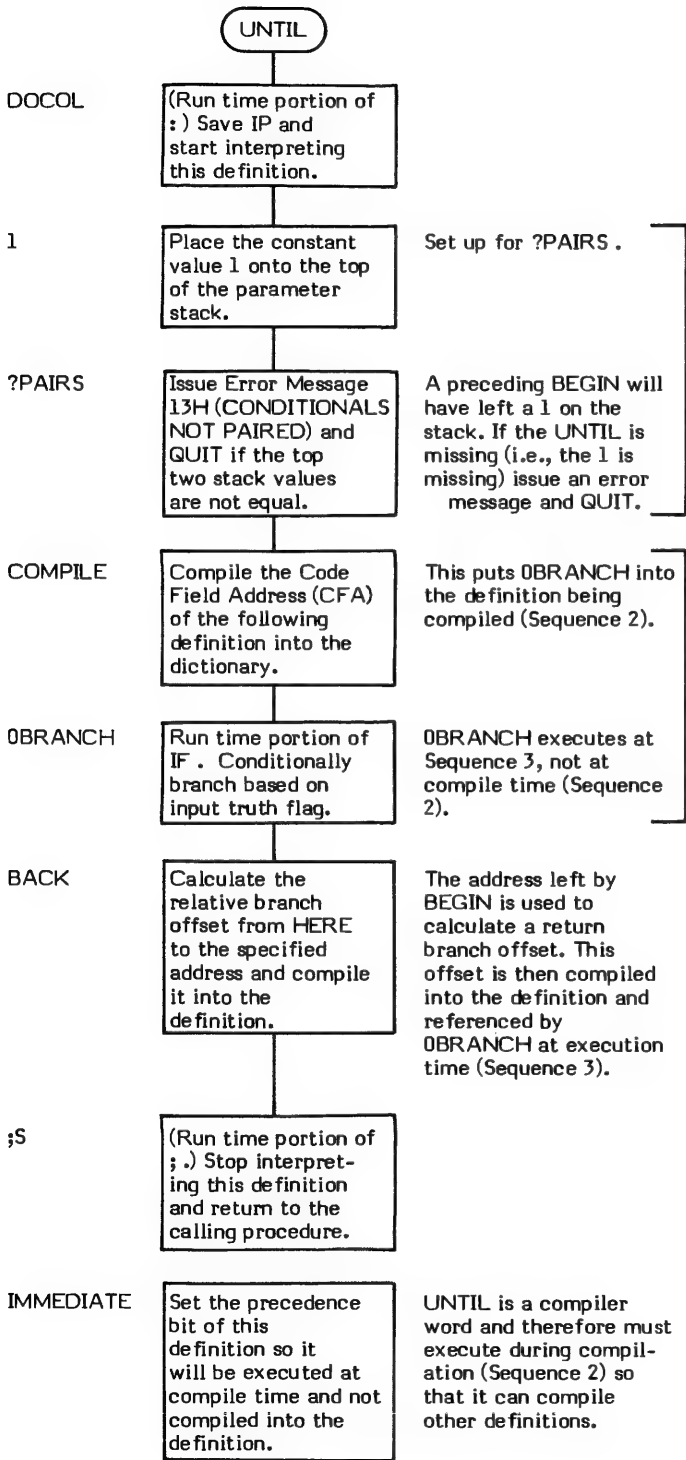 UNTIL
DOCOL
(Run time portion of
: ) Save IP and
start interpreting
this definition.
1
Place the constant
value 1 onto the top
of the parameter
stack.
Set up for ?PAIRS .
?PAIRS
Issue Error Message
13H (CONDITIONALS
NOT PAIRED) and
QUIT if the top
two stack values
are not equal.
A preceding BEGIN will
have left a 1 on the
stack. If the UNTIL is
missing (i.e., the 1 is
missing) issue an error
message and QUIT.
COMPILE
Compile the Code
Field Address (CFA)
of the following
definition into the
dictionary.
This puts 0BRANCH into
the definition being
compiled (Sequence 2).
0BRANCH
Run time portion of
IF . Conditionally
branch based on
input truth flag.
0BRANCH executes at
Sequence 3, not at
compile time (Sequence
2).
BACK
Calculate the
relative branch
offset from HERE
to the specified
address and compile
it into the
definition.
The address left by
BEGIN is used to
calculate a return
branch offset. This
offset is then compiled
into the definition and
referenced by
0BRANCH at execution
time (Sequence 3).
;S
(Run time portion of
; .) Stop interpret-
ing this definition
and return to the
calling procedure.
IMMEDIATE
Set the precedence
bit of this
definition so it
will be executed at
compile time and not
compiled into the
definition.
UNTIL is a compiler
word and therefore must
execute during compil-
ation (Sequence 2) so
that it can compile
other definitions.